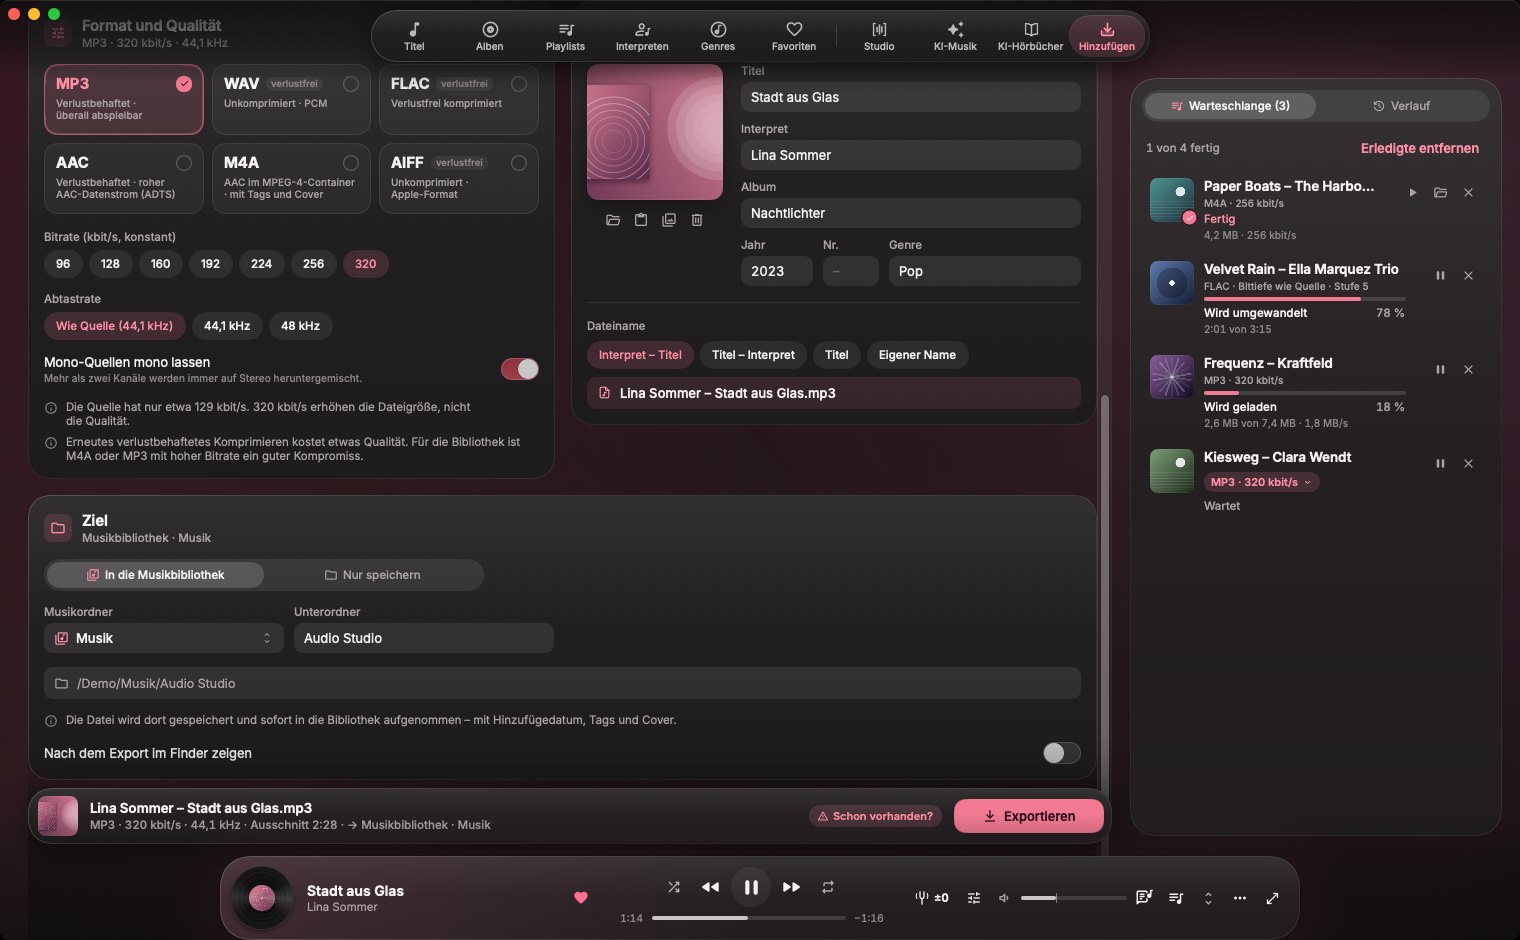 Titel
Alben
Playlists
Interpreten
Genres
Favoriten
Studio
KI-Musik
KI-Hörbücher
Hinzufügen
Format und Qualität
MP3 · 320 kbit/s · 44,1 kHz
MP3
Verlustbehaftet ·
überall abspielbar
WAV verlustfrei
Unkomprimiert · PCM
FLAC verlustfrei
Verlustfrei komprimiert
AAC
Verlustbehaftet · roher
AAC-Datenstrom (ADTS)
M4A
AAC im MPEG-4-Container
· mit Tags und Cover
AIFF verlustfrei
Unkomprimiert ·
Apple-Format
Bitrate (kbit/s, konstant)
96 128 160 192 224 256 320
Abtastrate
Wie Quelle (44,1 kHz) 44,1 kHz 48 kHz
Mono-Quellen mono lassen
Mehr als zwei Kanäle werden immer auf Stereo heruntergemischt.
Die Quelle hat nur etwa 129 kbit/s. 320 kbit/s erhöhen die Dateigröße, nicht
die Qualität.
Erneutes verlustbehaftetes Komprimieren kostet etwas Qualität. Für die Bibliothek ist
M4A oder MP3 mit hoher Bitrate ein guter Kompromiss.
Titel
Stadt aus Glas
Interpret
Lina Sommer
Album
Nachtlichter
Jahr Nr. Genre
2023 – Pop
Dateiname
Interpret – Titel Titel – Interpret Titel Eigener Name
Lina Sommer – Stadt aus Glas.mp3
Ziel
Musikbibliothek · Musik
In die Musikbibliothek Nur speichern
Musikordner Unterordner
Musik Audio Studio
/Demo/Musik/Audio Studio
Die Datei wird dort gespeichert und sofort in die Bibliothek aufgenommen – mit Hinzufügedatum, Tags und Cover.
Nach dem Export im Finder zeigen
Lina Sommer – Stadt aus Glas.mp3
MP3 · 320 kbit/s · 44,1 kHz · Ausschnitt 2:28 · → Musikbibliothek · Musik
Schon vorhanden?
Exportieren
Warteschlange (3) Verlauf
1 von 4 fertig Erledigte entfernen
Paper Boats – The Harbo…
M4A · 256 kbit/s
Fertig
4,2 MB · 256 kbit/s
Velvet Rain – Ella Marquez Trio
FLAC · Bittiefe wie Quelle · Stufe 5
Wird umgewandelt 78 %
2:01 von 3:15
Frequenz – Kraftfeld
MP3 · 320 kbit/s
Wird geladen 18 %
2,6 MB von 7,4 MB · 1,8 MB/s
Kiesweg – Clara Wendt
MP3 · 320 kbit/s
Wartet
Stadt aus Glas
Lina Sommer
1:14 −1:16
±0